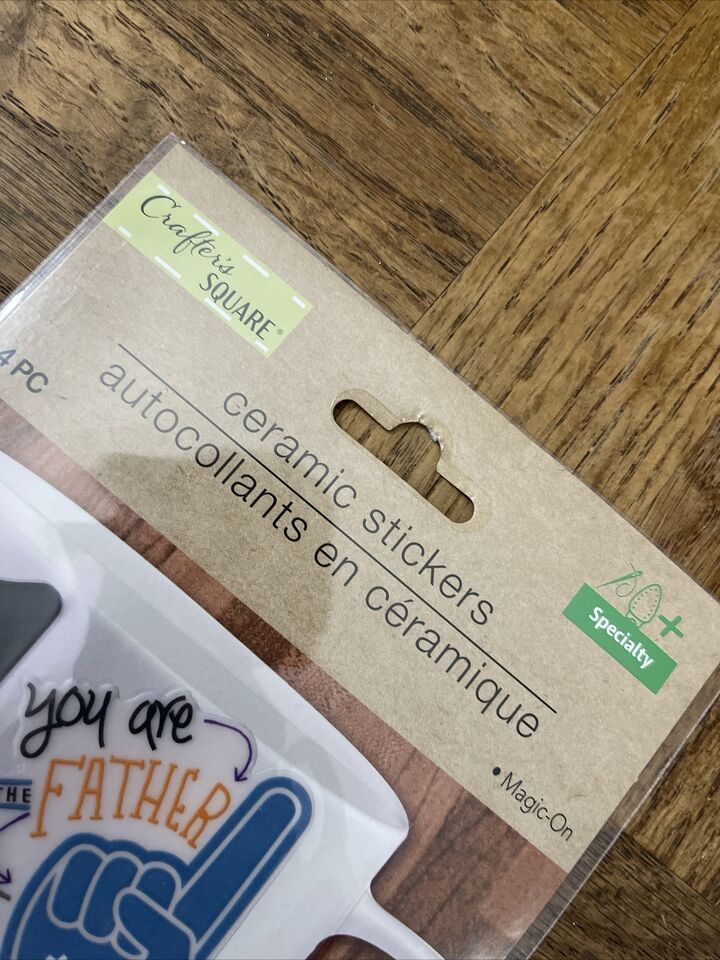 Crafter's
SQUARE®
4 PC
ceramic stickers
autocollants en céramique
Specialty
• Magic-On
you are
THE
FATHER